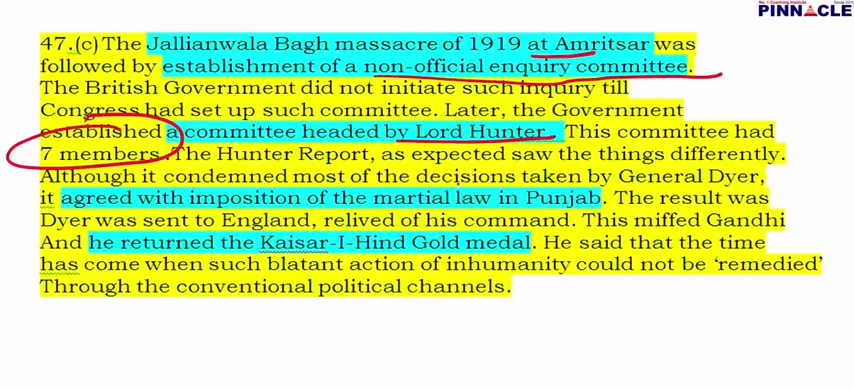 No. 1 Coaching Institute Since 2012
PINNACLE
47.(c) The Jallianwala Bagh massacre of 1919 at Amritsar was
followed by establishment of a non-official enquiry committee.
The British Government did not initiate such inquiry till
Congress had set up such committee. Later, the Government
established a committee headed by Lord Hunter. This committee had
7 members. The Hunter Report, as expected saw the things differently.
Although it condemned most of the decisions taken by General Dyer,
it agreed with imposition of the martial law in Punjab. The result was
Dyer was sent to England, relived of his command. This miffed Gandhi
And he returned the Kaisar-I-Hind Gold medal. He said that the time
has come when such blatant action of inhumanity could not be ‘remedied’
Through the conventional political channels.